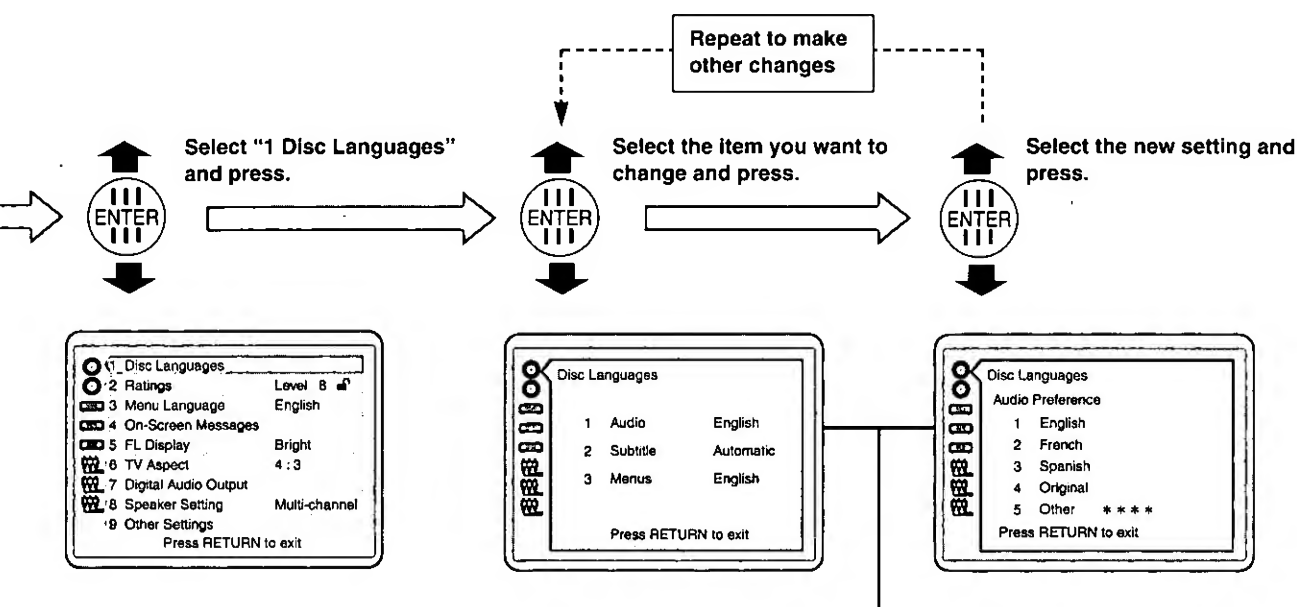 Repeat to make
other changes
Select "1 Disc Languages"
and press.
Select the item you want to
change and press.
Select the new setting and
press.
ENTER
ENTER
ENTER
1 Disc Languages
2 Ratings Level 8
3 Menu Language English
4 On-Screen Messages
5 FL Display Bright
6 TV Aspect 4 : 3
7 Digital Audio Output
8 Speaker Setting Multi-channel
9 Other Settings
Press RETURN to exit
Disc Languages
1 Audio English
2 Subtitle Automatic
3 Menus English
Press RETURN to exit
Disc Languages
Audio Preference
1 English
2 French
3 Spanish
4 Original
5 Other * * * *
Press RETURN to exit